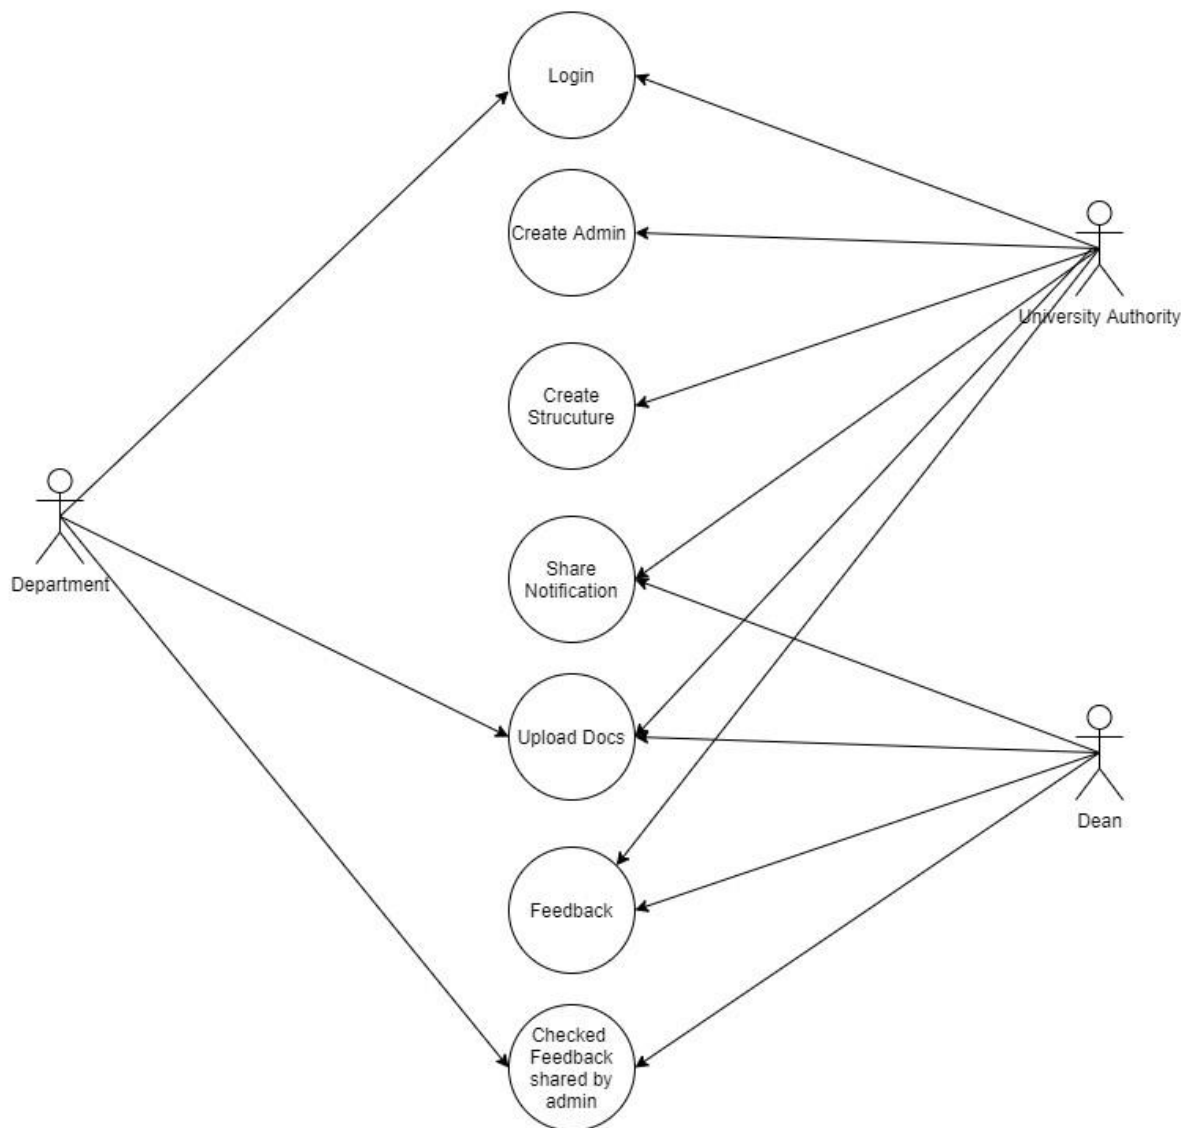 Login
Create Admin
University Authority
Create
Strucuture
Department
Share
Notification
Upload Docs
Dean
Feedback
Checked
Feedback
shared by
admin